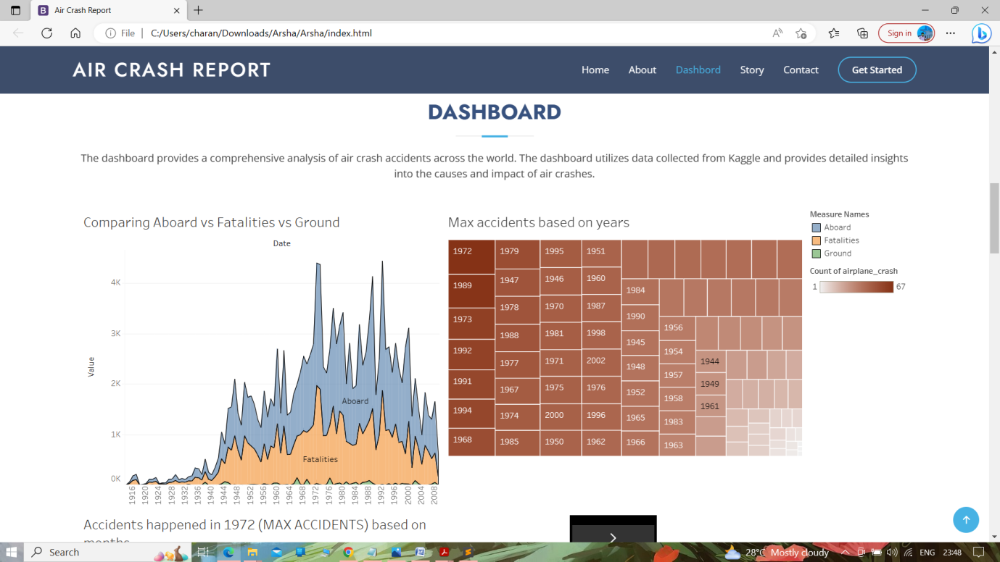 Air Crash Report
File
C:/Users/charan/Downloads/Arsha/Arsha/index.html
Sign in
AIR CRASH REPORT
Home
About
Dashbord
Story
Contact
Get Started
DASHBOARD
The dashboard provides a comprehensive analysis of air crash accidents across the world. The dashboard utilizes data collected from Kaggle and provides detailed insights
into the causes and impact of air crashes.
Comparing Aboard vs Fatalities vs Ground
Date
Value
4K
3K
2K
1K
0K
Aboard
Fatalities
1916 1920 1924 1928 1932 1936 1940 1944 1948 1952 1956 1960 1964 1968 1972 1976 1980 1984 1988 1992 1996 2000 2004 2008
Max accidents based on years
1972
1989
1973
1992
1991
1994
1968
1979
1947
1978
1988
1977
1967
1974
1985
1995
1946
1970
1981
1971
1975
2000
1950
1951
1960
1987
1998
2002
1976
1996
1962
1984
1990
1945
1948
1952
1965
1966
1956
1954
1957
1958
1983
1963
1944
1949
1961
Measure Names
Aboard
Fatalities
Ground
Count of airplane_crash
1 67
Accidents happened in 1972 (MAX ACCIDENTS) based on
months
Search
28°C Mostly cloudy
ENG
23:48